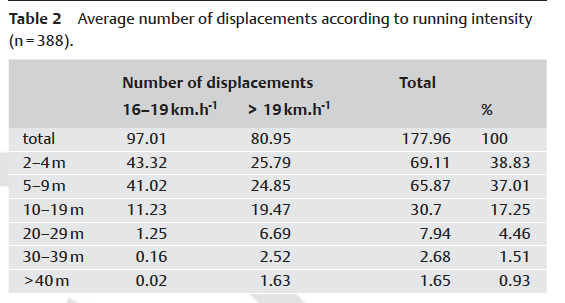 Table 2 Average number of displacements according to running intensity
(n = 388).
Number of displacements Total
16–19 km.h-1 > 19 km.h-1 %
total 97.01 80.95 177.96 100
2–4 m 43.32 25.79 69.11 38.83
5–9 m 41.02 24.85 65.87 37.01
10–19 m 11.23 19.47 30.7 17.25
20–29 m 1.25 6.69 7.94 4.46
30–39 m 0.16 2.52 2.68 1.51
>40 m 0.02 1.63 1.65 0.93